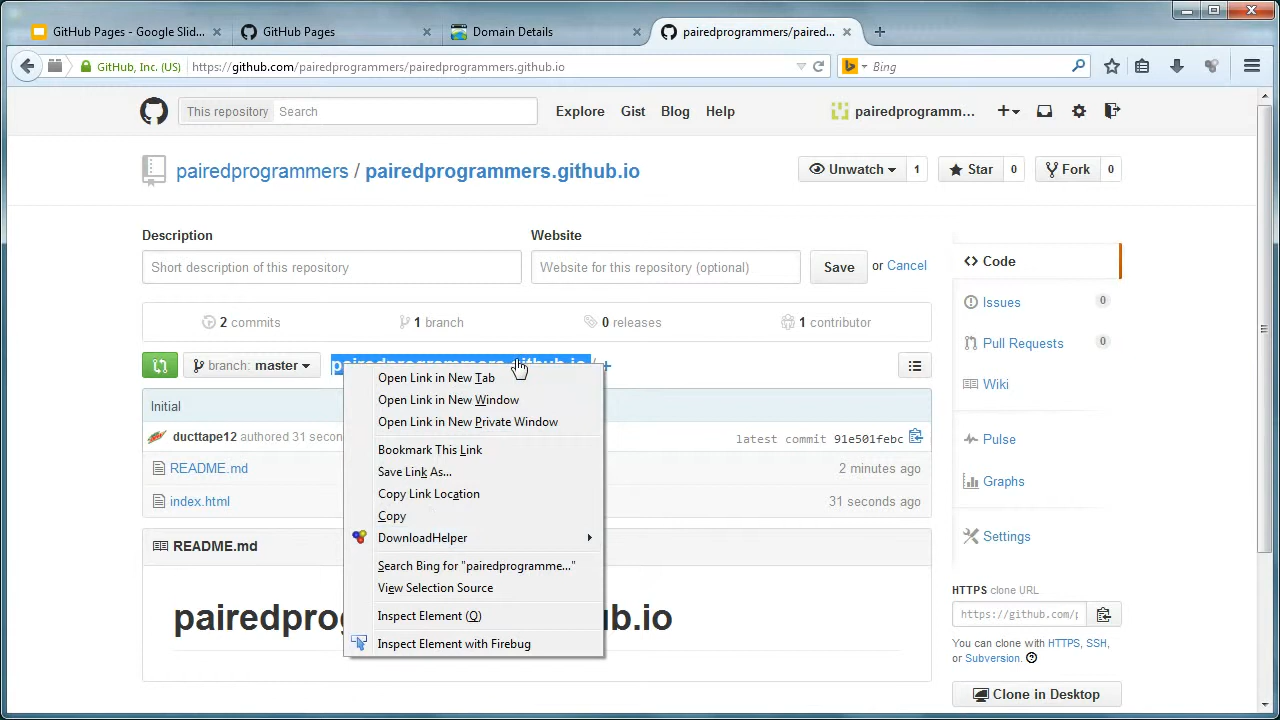 GitHub Pages - Google Slid...
GitHub Pages
Domain Details
pairedprogrammers/paired...
GitHub, Inc. (US)
https://github.com/pairedprogrammers/pairedprogrammers.github.io
Bing
This repository
Search
Explore
Gist
Blog
Help
pairedprogramm...
pairedprogrammers / pairedprogrammers.github.io
Unwatch
1
Star
0
Fork
0
Description
Website
Short description of this repository
Website for this repository (optional)
Save
or Cancel
Code
2 commits
1 branch
0 releases
1 contributor
Issues
0
Pull Requests
0
Wiki
Pulse
Graphs
Settings
branch: master
pairedprogrammers.github.io / +
Initial
ducttape12 authored 31 secon
latest commit 91e501febc
README.md
2 minutes ago
index.html
31 seconds ago
README.md
Open Link in New Tab
Open Link in New Window
Open Link in New Private Window
Bookmark This Link
Save Link As...
Copy Link Location
Copy
DownloadHelper
Search Bing for "pairedprogramme..."
View Selection Source
Inspect Element (Q)
Inspect Element with Firebug
HTTPS clone URL
https://github.com/p
You can clone with HTTPS, SSH,
or Subversion.
Clone in Desktop